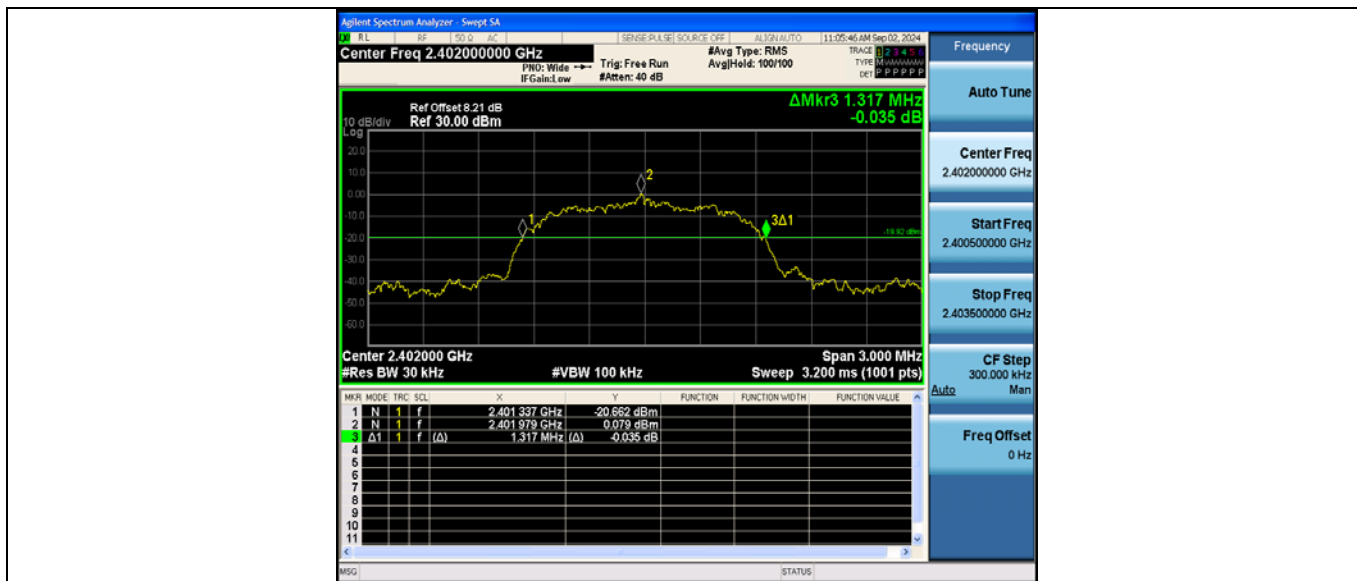 Agilent Spectrum Analyzer - Swept SA
RL RF 50 Ω AC SENSE:PULSE SOURCE OFF ALIGN AUTO 11:05:46 AM Sep 02, 2024
Center Freq 2.402000000 GHz
#Avg Type: RMS
TRACE 1 2 3 4 5 6
PNO: Wide
Trig: Free Run
Avg|Hold: 100/100
TYPE M
IFGain:Low
#Atten: 40 dB
DET P P P P P P
ΔMkr3 1.317 MHz
-0.035 dB
Ref Offset 8.21 dB
10 dB/div Ref 30.00 dBm
Log
20.0
10.0
0.00
-10.0
-20.0
-30.0
-40.0
-50.0
-60.0
1
2
3Δ1
-19.92 dBm
Center 2.402000 GHz Span 3.000 MHz
#Res BW 30 kHz #VBW 100 kHz Sweep 3.200 ms (1001 pts)
MKR MODE TRC SCL X Y FUNCTION FUNCTION WIDTH FUNCTION VALUE
1 N 1 f 2.401 337 GHz -20.662 dBm
2 N 1 f 2.401 979 GHz 0.079 dBm
3 Δ1 1 f (Δ) 1.317 MHz (Δ) -0.035 dB
4
5
6
7
8
9
10
11
MSG STATUS
Frequency
Auto Tune
Center Freq
2.402000000 GHz
Start Freq
2.400500000 GHz
Stop Freq
2.403500000 GHz
CF Step
300.000 kHz
Auto Man
Freq Offset
0 Hz